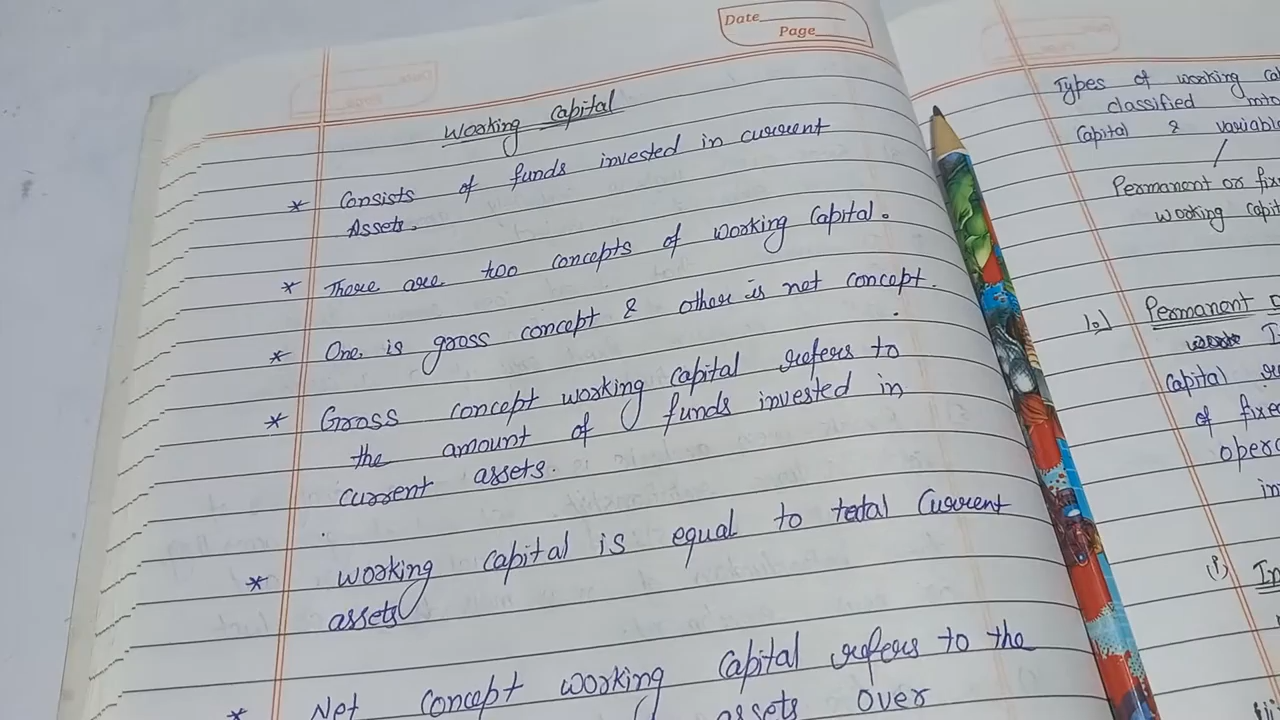 Date
Page
Working Capital
* Consists of funds invested in current
Assets.
* There are too concepts of working capital.
* One is gross concept & other is net concept.
* Gross concept working capital refers to
the amount of funds invested in
current assets.
* working capital is equal to total current
assets
* Net concept working capital refers to the
assets over
Types of working
classified into
capital & variable
Permanent or
working
1.) Permanent
capital
of
(i)